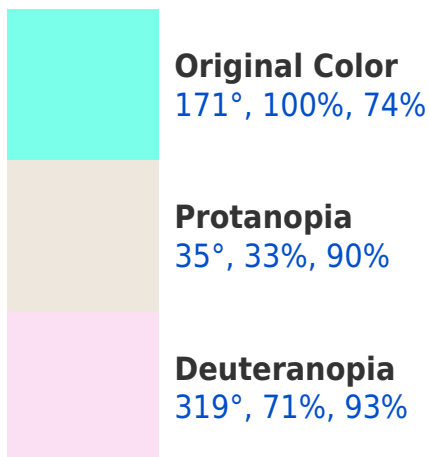 Original Color
171°, 100%, 74%
Protanopia
35°, 33%, 90%
Deuteranopia
319°, 71%, 93%